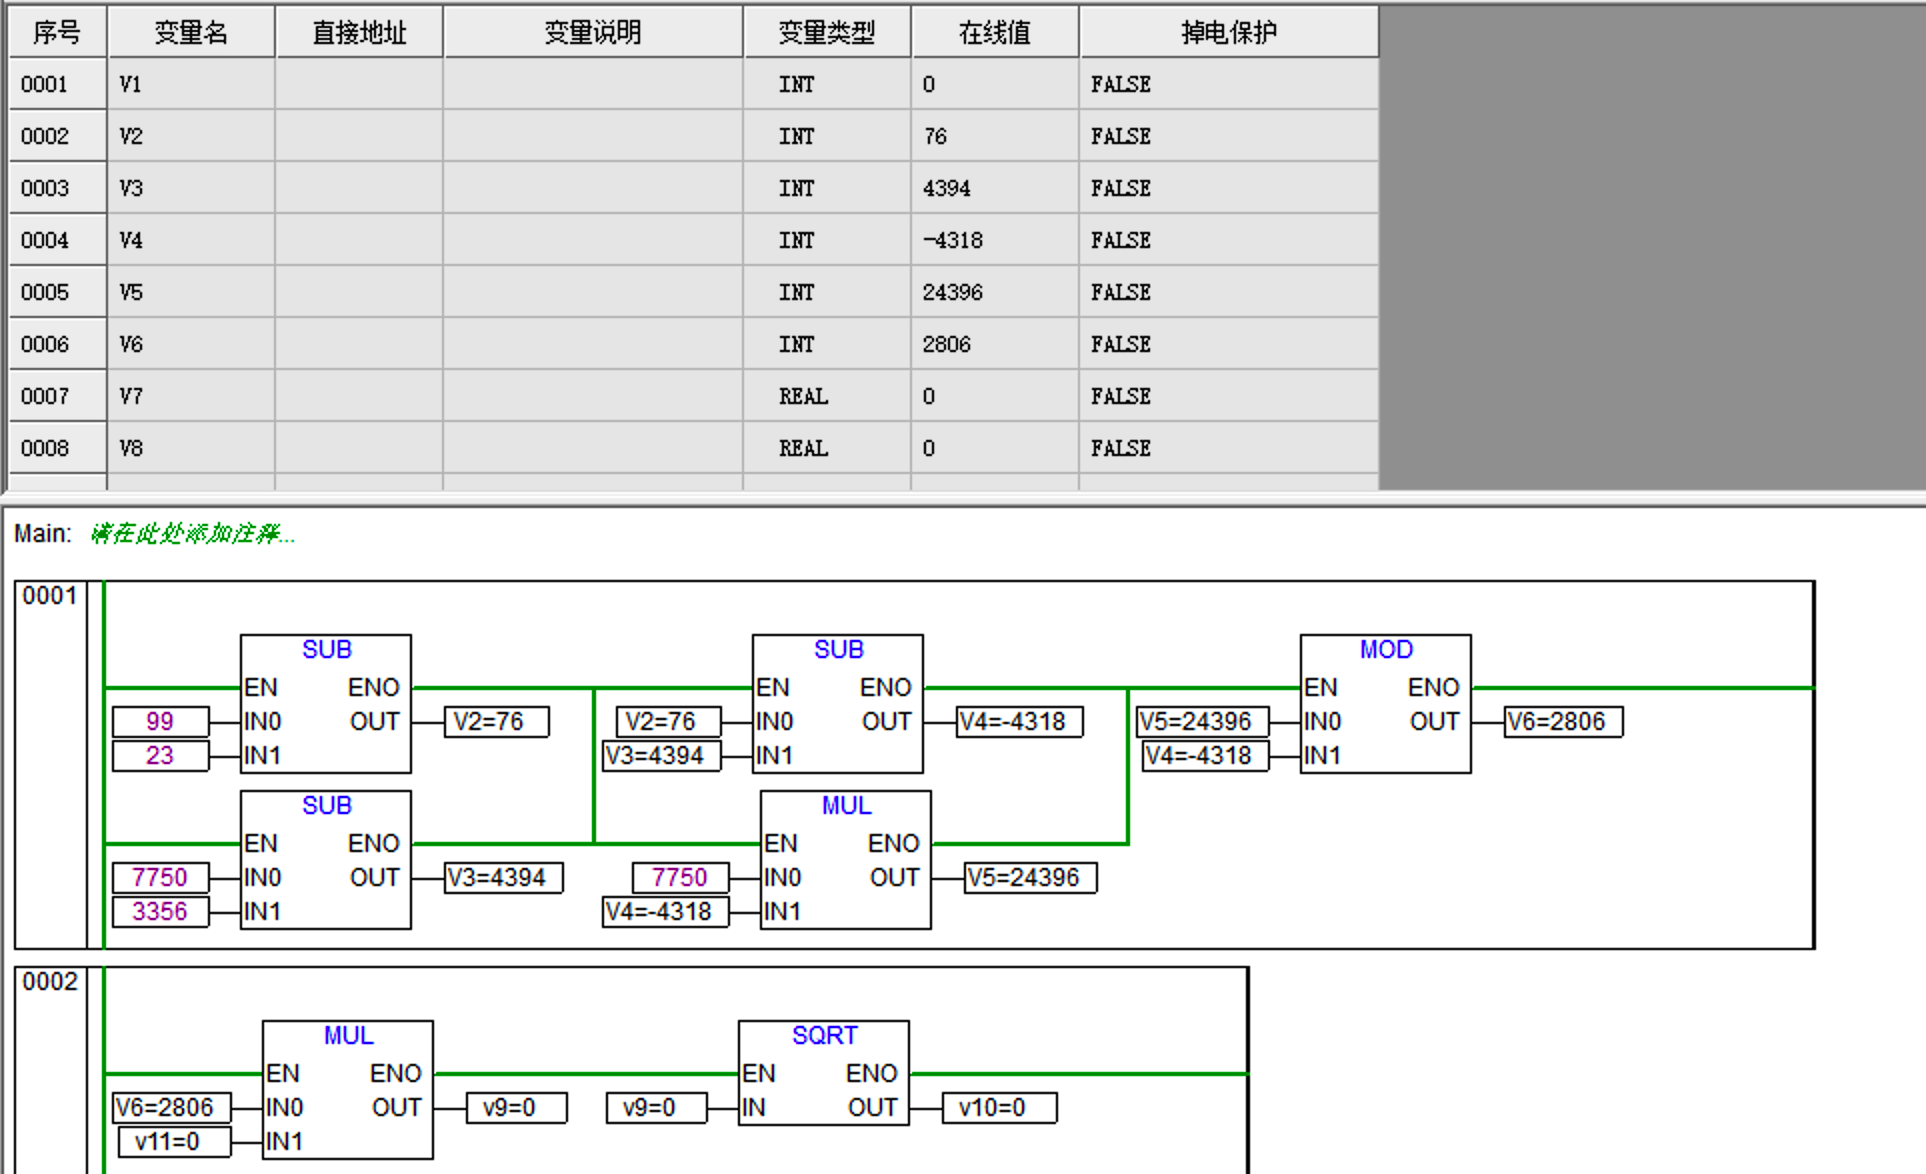 序号 变量名 直接地址 变量说明 变量类型 在线值 掉电保护
0001 V1 INT 0 FALSE
0002 V2 INT 76 FALSE
0003 V3 INT 4394 FALSE
0004 V4 INT -4318 FALSE
0005 V5 INT 24396 FALSE
0006 V6 INT 2806 FALSE
0007 V7 REAL 0 FALSE
0008 V8 REAL 0 FALSE
Main: 请在此处添加注释...
0001
SUB SUB MOD
EN ENO EN ENO EN ENO
99 IN0 OUT V2=76 V2=76 IN0 OUT V4=-4318 V5=24396 IN0 OUT V6=2806
23 IN1 V3=4394 IN1 V4=-4318 IN1
SUB MUL
EN ENO EN ENO
7750 IN0 OUT V3=4394 7750 IN0 OUT V5=24396
3356 IN1 V4=-4318 IN1
0002
MUL SQRT
EN ENO EN ENO
V6=2806 IN0 OUT v9=0 v9=0 IN OUT v10=0
v11=0 IN1